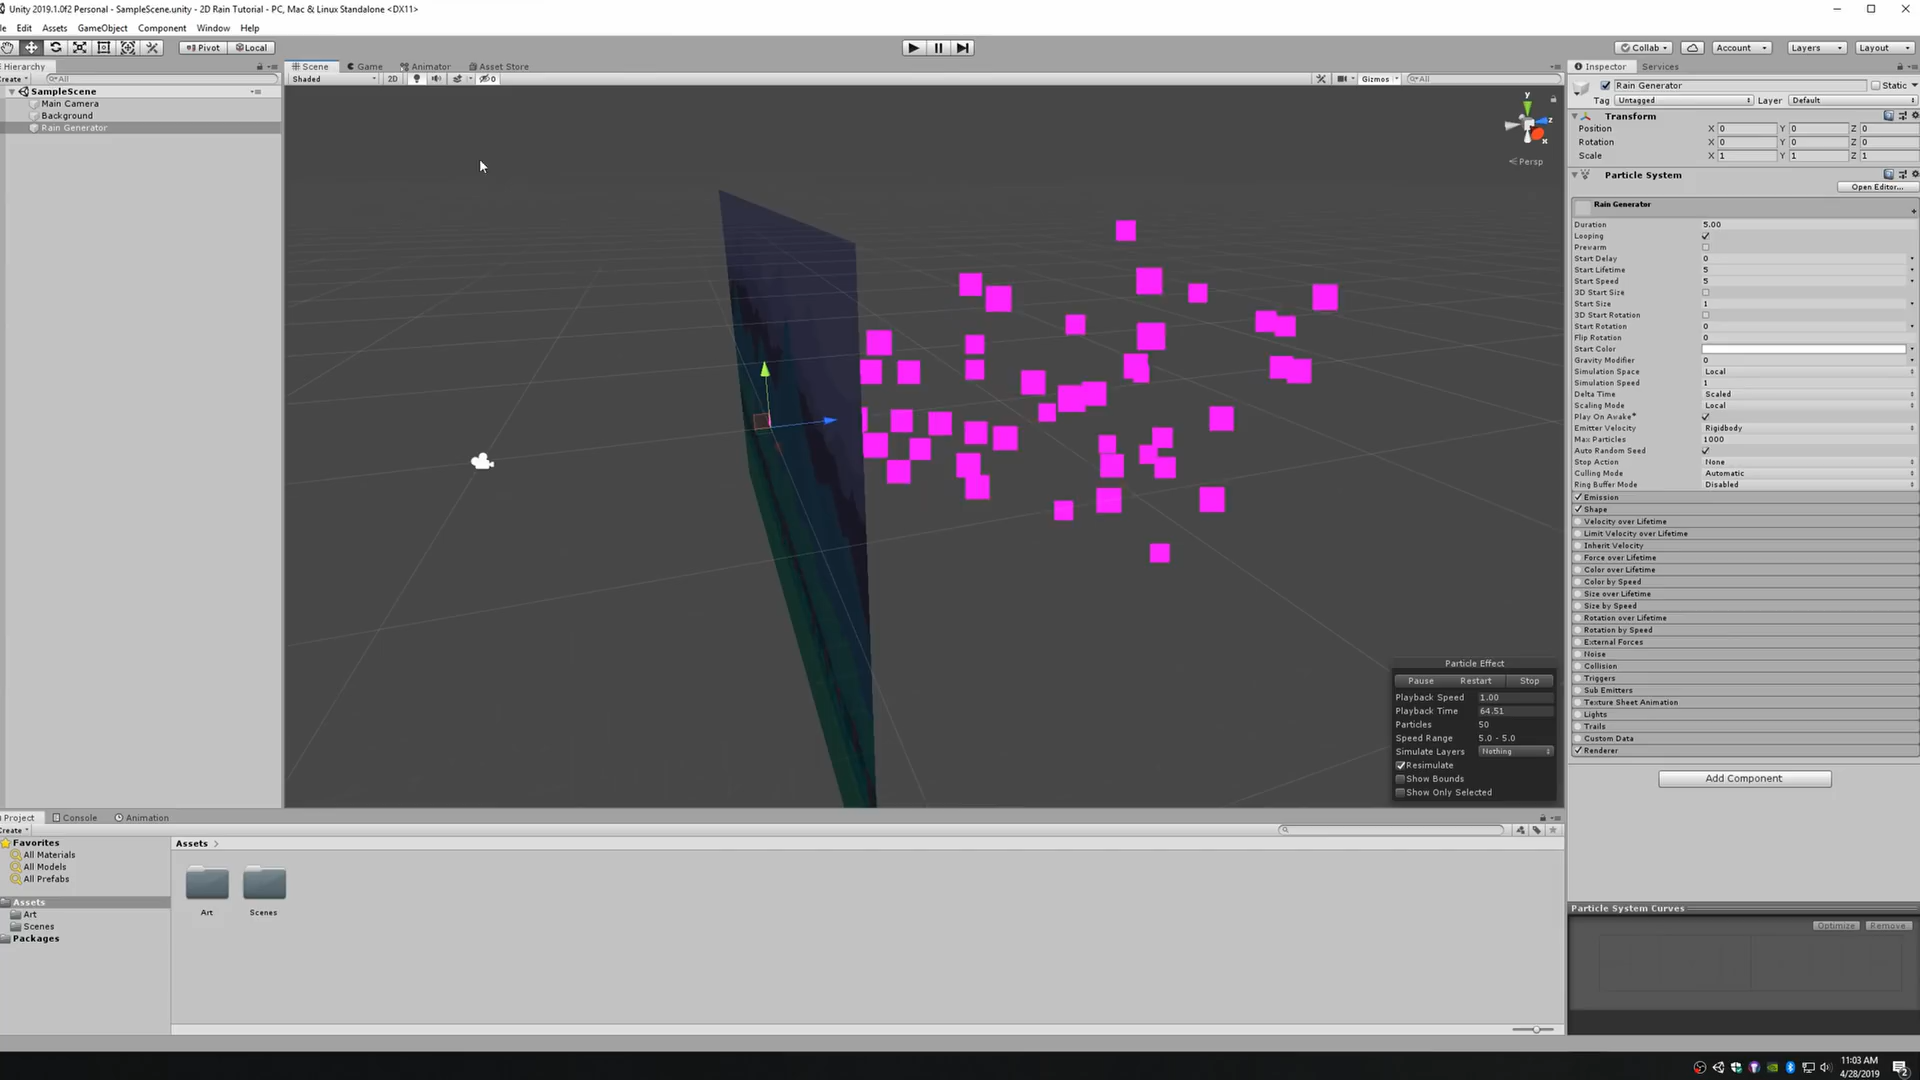 Unity 2019.1.0f2 Personal - SampleScene.unity - 2D Rain Tutorial - PC, Mac & Linux Standalone <DX11>
le Edit Assets GameObject Component Window Help
Pivot Local Collab Account Layers Layout
Hierarchy
Create All
SampleScene
Main Camera
Background
Rain Generator
Scene Game Animator Asset Store
Shaded 2D 0 Gizmos All
y
z
x
Persp
Particle Effect
Pause Restart Stop
Playback Speed 1.00
Playback Time 64.51
Particles 50
Speed Range 5.0 - 5.0
Simulate Layers Nothing
Resimulate
Show Bounds
Show Only Selected
Inspector Services
Rain Generator Static
Tag Untagged Layer Default
Transform
Position X 0 Y 0 Z 0
Rotation X 0 Y 0 Z 0
Scale X 1 Y 1 Z 1
Particle System
Open Editor...
Rain Generator
Duration 5.00
Looping
Prewarm
Start Delay 0
Start Lifetime 5
Start Speed 5
3D Start Size
Start Size 1
3D Start Rotation
Start Rotation 0
Flip Rotation 0
Start Color
Gravity Modifier 0
Simulation Space Local
Simulation Speed 1
Delta Time Scaled
Scaling Mode Local
Play On Awake*
Emitter Velocity Rigidbody
Max Particles 1000
Auto Random Seed
Stop Action None
Culling Mode Automatic
Ring Buffer Mode Disabled
Emission
Shape
Velocity over Lifetime
Limit Velocity over Lifetime
Inherit Velocity
Force over Lifetime
Color over Lifetime
Color by Speed
Size over Lifetime
Size by Speed
Rotation over Lifetime
Rotation by Speed
External Forces
Noise
Collision
Triggers
Sub Emitters
Texture Sheet Animation
Lights
Trails
Custom Data
Renderer
Add Component
Particle System Curves
Optimize Remove
Project Console Animation
Create
Favorites
All Materials
All Models
All Prefabs
Assets
Art
Scenes
Packages
Assets >
Art Scenes
11:03 AM
4/28/2019
2